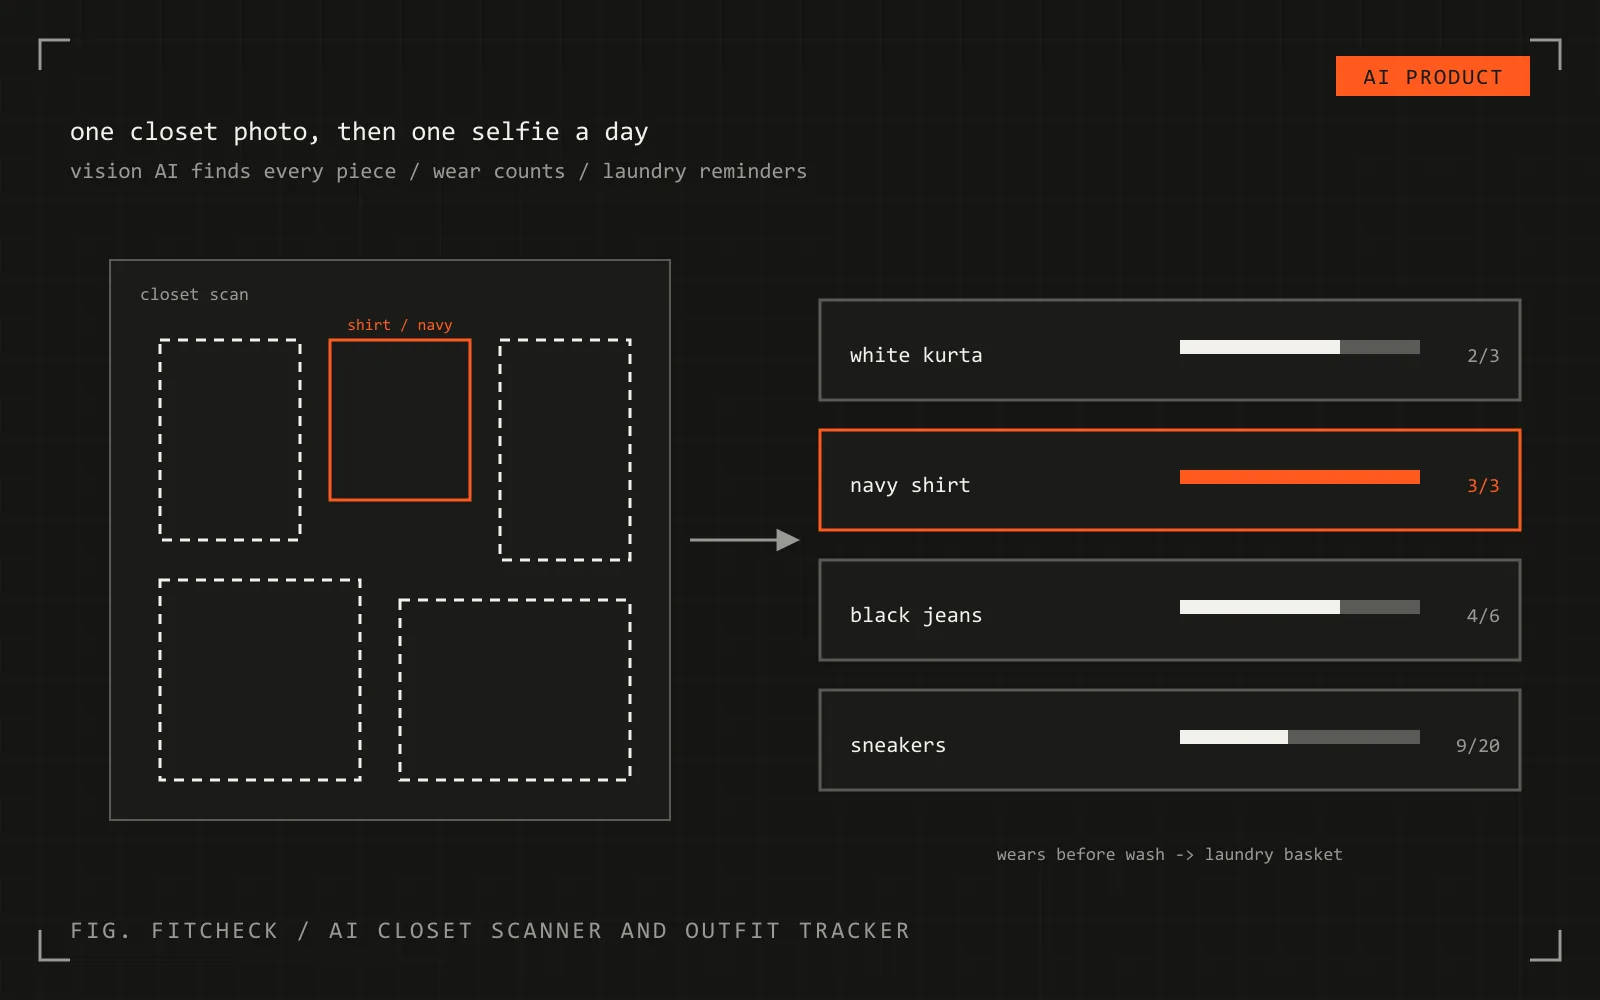 AI PRODUCT
one closet photo, then one selfie a day
vision AI finds every piece / wear counts / laundry reminders
closet scan
shirt / navy
white kurta 2/3
navy shirt 3/3
black jeans 4/6
sneakers 9/20
wears before wash -> laundry basket
FIG. FITCHECK / AI CLOSET SCANNER AND OUTFIT TRACKER